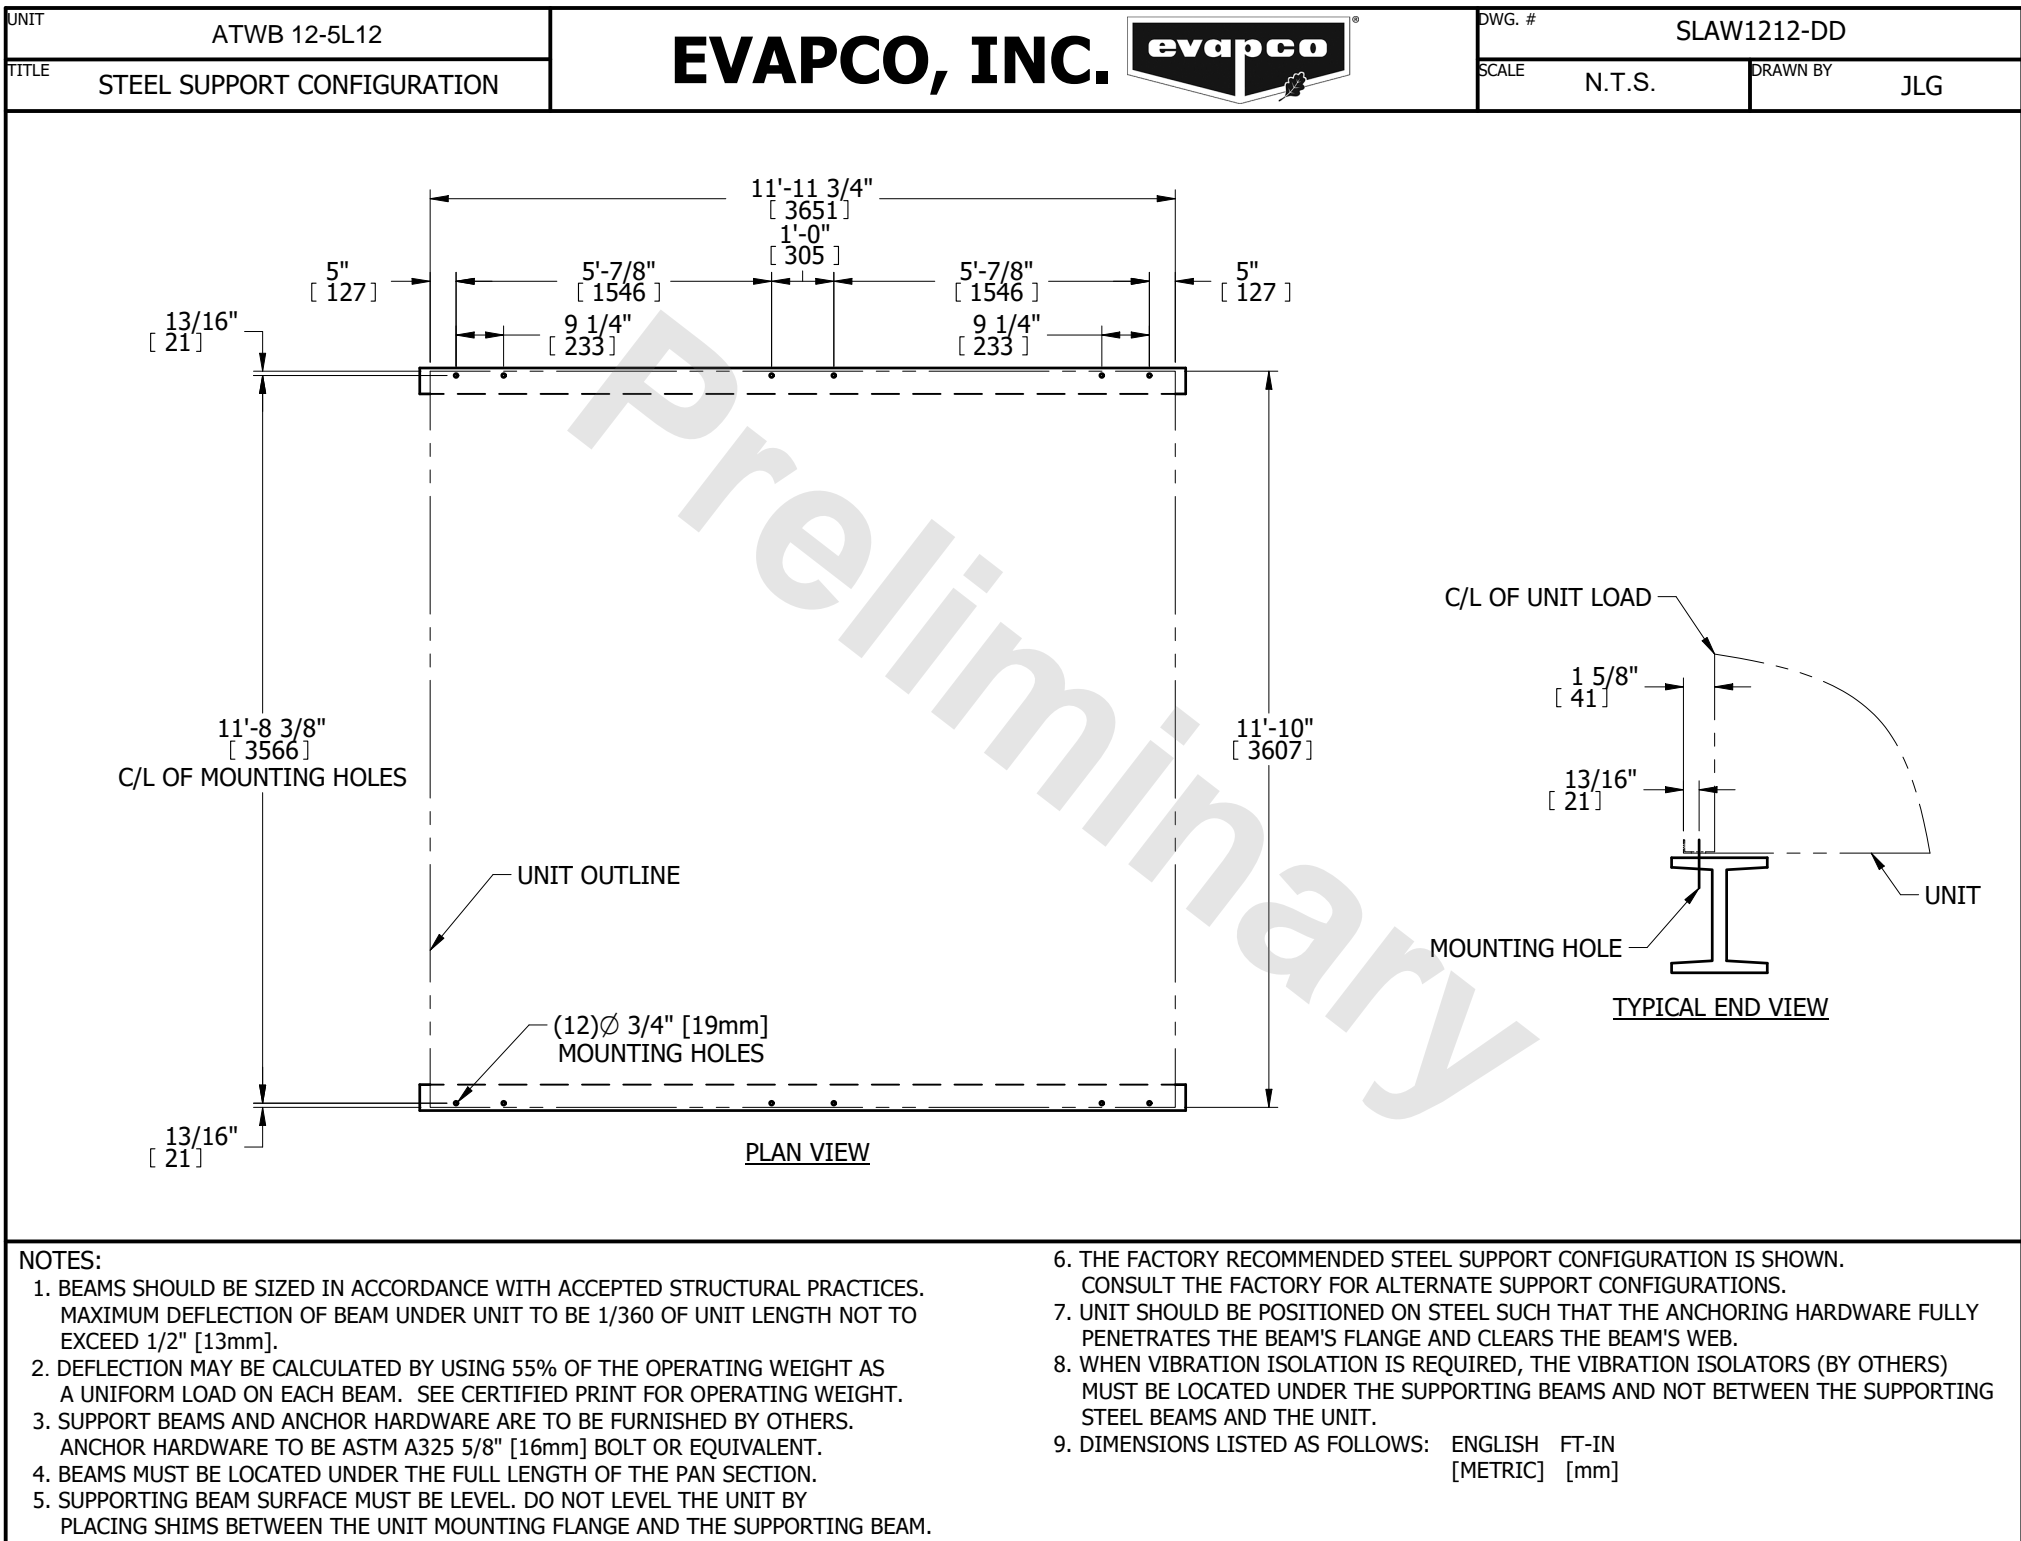 UNIT
ATWB 12-5L12
TITLE
STEEL SUPPORT CONFIGURATION
EVAPCO, INC.
evapco
®
DWG. #
SLAW1212-DD
SCALE
N.T.S.
DRAWN BY
JLG
11'-11 3/4"
[ 3651]
1'-0"
[ 305 ]
5"
[ 127]
5'-7/8"
[ 1546 ]
5'-7/8"
[ 1546 ]
5"
[ 127 ]
13/16"
[ 21]
9 1/4"
[ 233]
9 1/4"
[ 233 ]
Preliminary
11'-8 3/8"
[ 3566]
C/L OF MOUNTING HOLES
11'-10"
[ 3607]
UNIT OUTLINE
(12)∅ 3/4" [19mm]
MOUNTING HOLES
13/16"
[ 21]
PLAN VIEW
C/L OF UNIT LOAD
1 5/8"
[ 41]
13/16"
[ 21]
UNIT
MOUNTING HOLE
TYPICAL END VIEW
NOTES:
1. BEAMS SHOULD BE SIZED IN ACCORDANCE WITH ACCEPTED STRUCTURAL PRACTICES.
MAXIMUM DEFLECTION OF BEAM UNDER UNIT TO BE 1/360 OF UNIT LENGTH NOT TO
EXCEED 1/2" [13mm].
2. DEFLECTION MAY BE CALCULATED BY USING 55% OF THE OPERATING WEIGHT AS
A UNIFORM LOAD ON EACH BEAM. SEE CERTIFIED PRINT FOR OPERATING WEIGHT.
3. SUPPORT BEAMS AND ANCHOR HARDWARE ARE TO BE FURNISHED BY OTHERS.
ANCHOR HARDWARE TO BE ASTM A325 5/8" [16mm] BOLT OR EQUIVALENT.
4. BEAMS MUST BE LOCATED UNDER THE FULL LENGTH OF THE PAN SECTION.
5. SUPPORTING BEAM SURFACE MUST BE LEVEL. DO NOT LEVEL THE UNIT BY
PLACING SHIMS BETWEEN THE UNIT MOUNTING FLANGE AND THE SUPPORTING BEAM.
6. THE FACTORY RECOMMENDED STEEL SUPPORT CONFIGURATION IS SHOWN.
CONSULT THE FACTORY FOR ALTERNATE SUPPORT CONFIGURATIONS.
7. UNIT SHOULD BE POSITIONED ON STEEL SUCH THAT THE ANCHORING HARDWARE FULLY
PENETRATES THE BEAM'S FLANGE AND CLEARS THE BEAM'S WEB.
8. WHEN VIBRATION ISOLATION IS REQUIRED, THE VIBRATION ISOLATORS (BY OTHERS)
MUST BE LOCATED UNDER THE SUPPORTING BEAMS AND NOT BETWEEN THE SUPPORTING
STEEL BEAMS AND THE UNIT.
9. DIMENSIONS LISTED AS FOLLOWS: ENGLISH FT-IN
[METRIC] [mm]